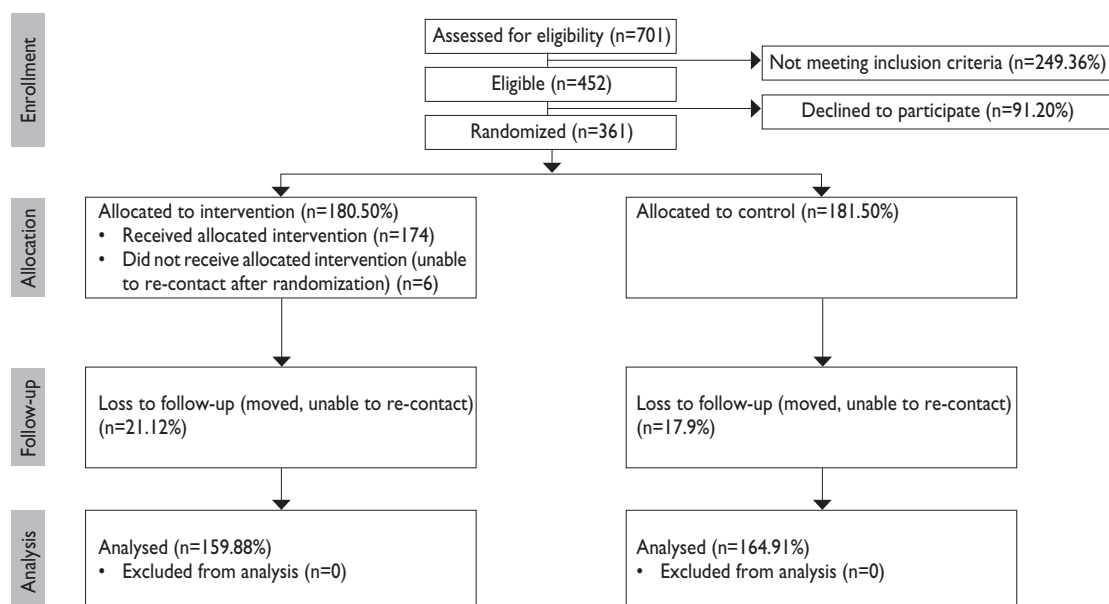 Enrollment
Assessed for eligibility (n=701)
Not meeting inclusion criteria (n=249.36%)
Eligible (n=452)
Declined to participate (n=91.20%)
Randomized (n=361)
Allocation
Allocated to intervention (n=180.50%)
• Received allocated intervention (n=174)
• Did not receive allocated intervention (unable
to re-contact after randomization) (n=6)
Allocated to control (n=181.50%)
Follow-up
Loss to follow-up (moved, unable to re-contact)
(n=21.12%)
Loss to follow-up (moved, unable to re-contact)
(n=17.9%)
Analysis
Analysed (n=159.88%)
• Excluded from analysis (n=0)
Analysed (n=164.91%)
• Excluded from analysis (n=0)